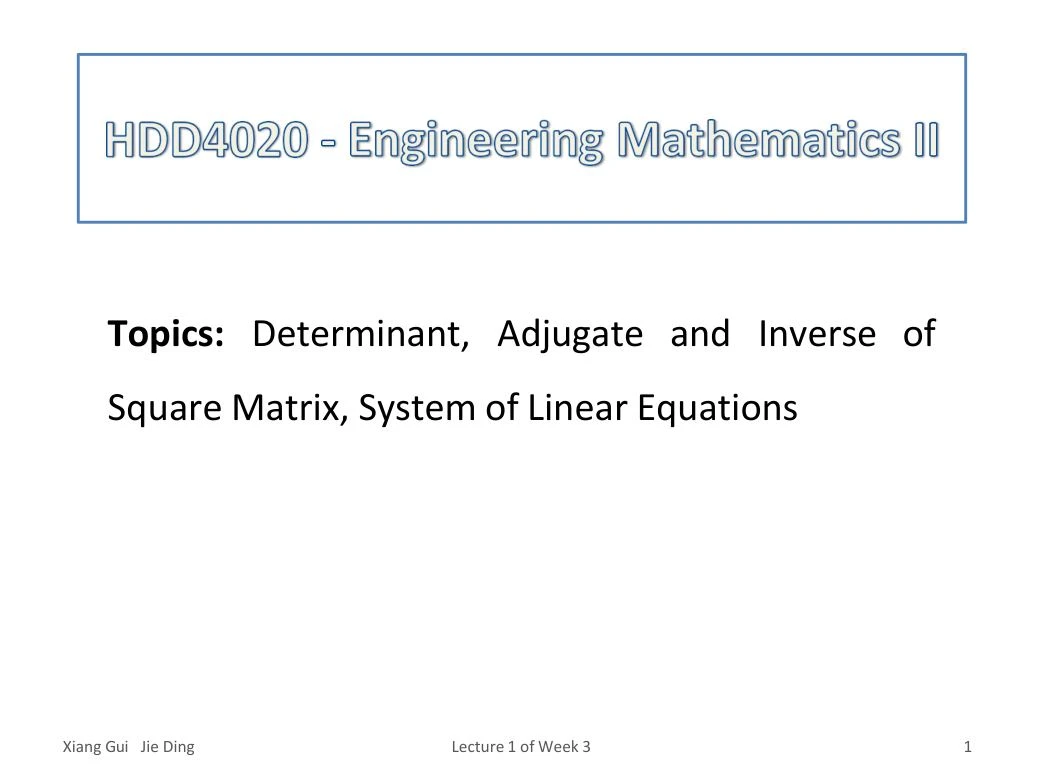 HDD4020 - Engineering Mathematics II
Topics: Determinant, Adjugate and Inverse of
Square Matrix, System of Linear Equations
Xiang Gui Jie Ding
Lecture 1 of Week 3
1